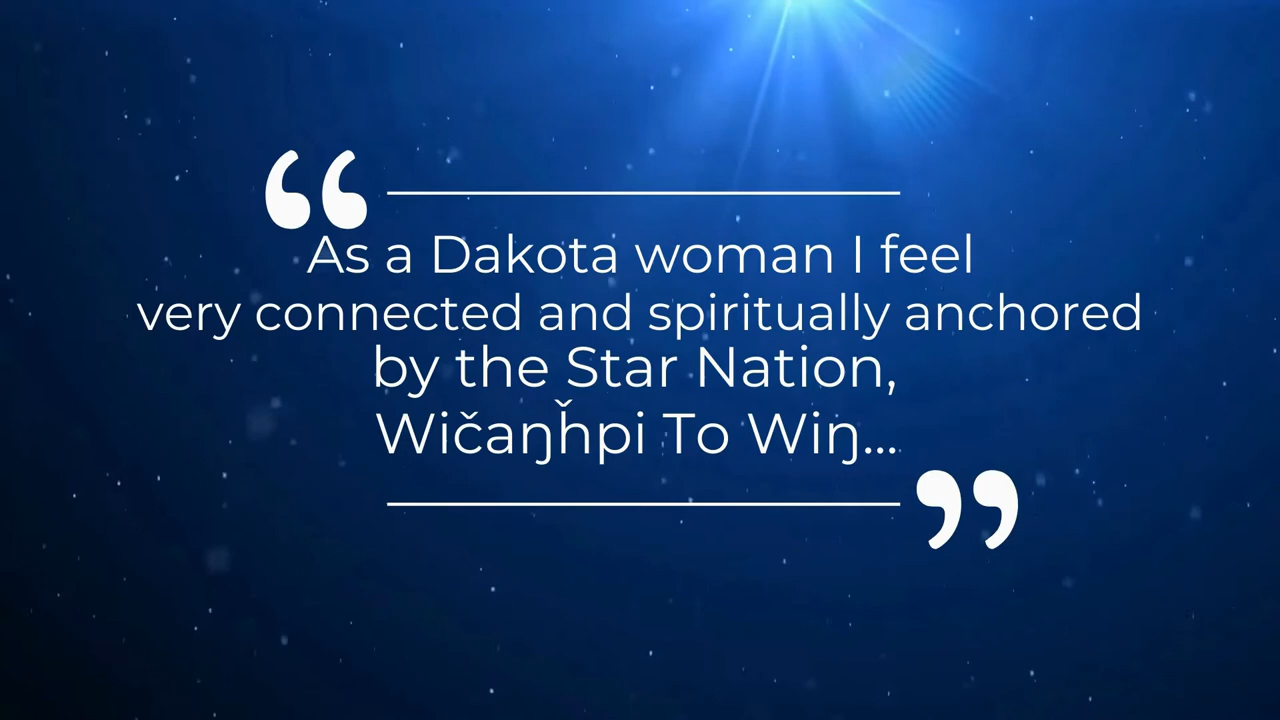 “
As a Dakota woman I feel
very connected and spiritually anchored
by the Star Nation,
Wičaŋȟpi To Wiŋ...
”